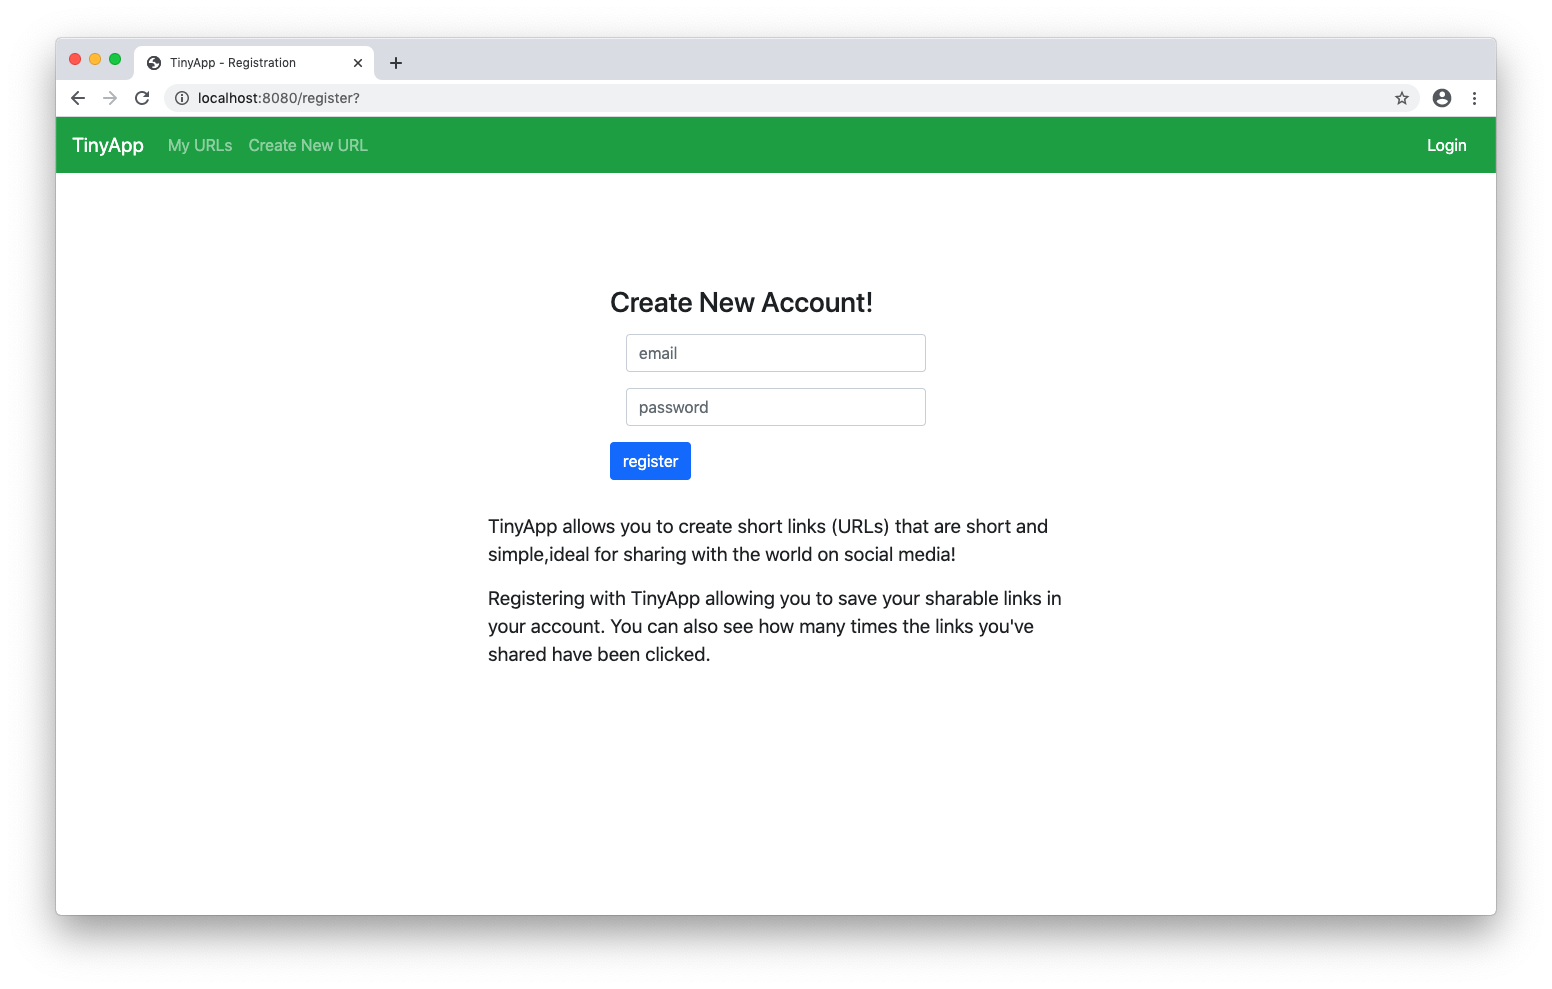 TinyApp - Registration
localhost:8080/register?
TinyApp My URLs Create New URL Login
Create New Account!
email
password
register
TinyApp allows you to create short links (URLs) that are short and
simple,ideal for sharing with the world on social media!
Registering with TinyApp allowing you to save your sharable links in
your account. You can also see how many times the links you've
shared have been clicked.